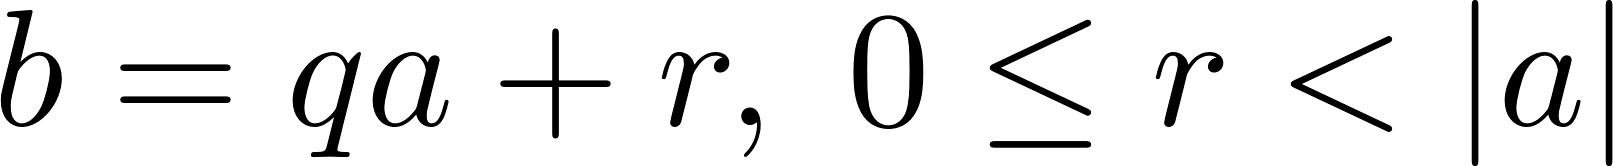 b = qa + r, 0 ≤ r < |a|